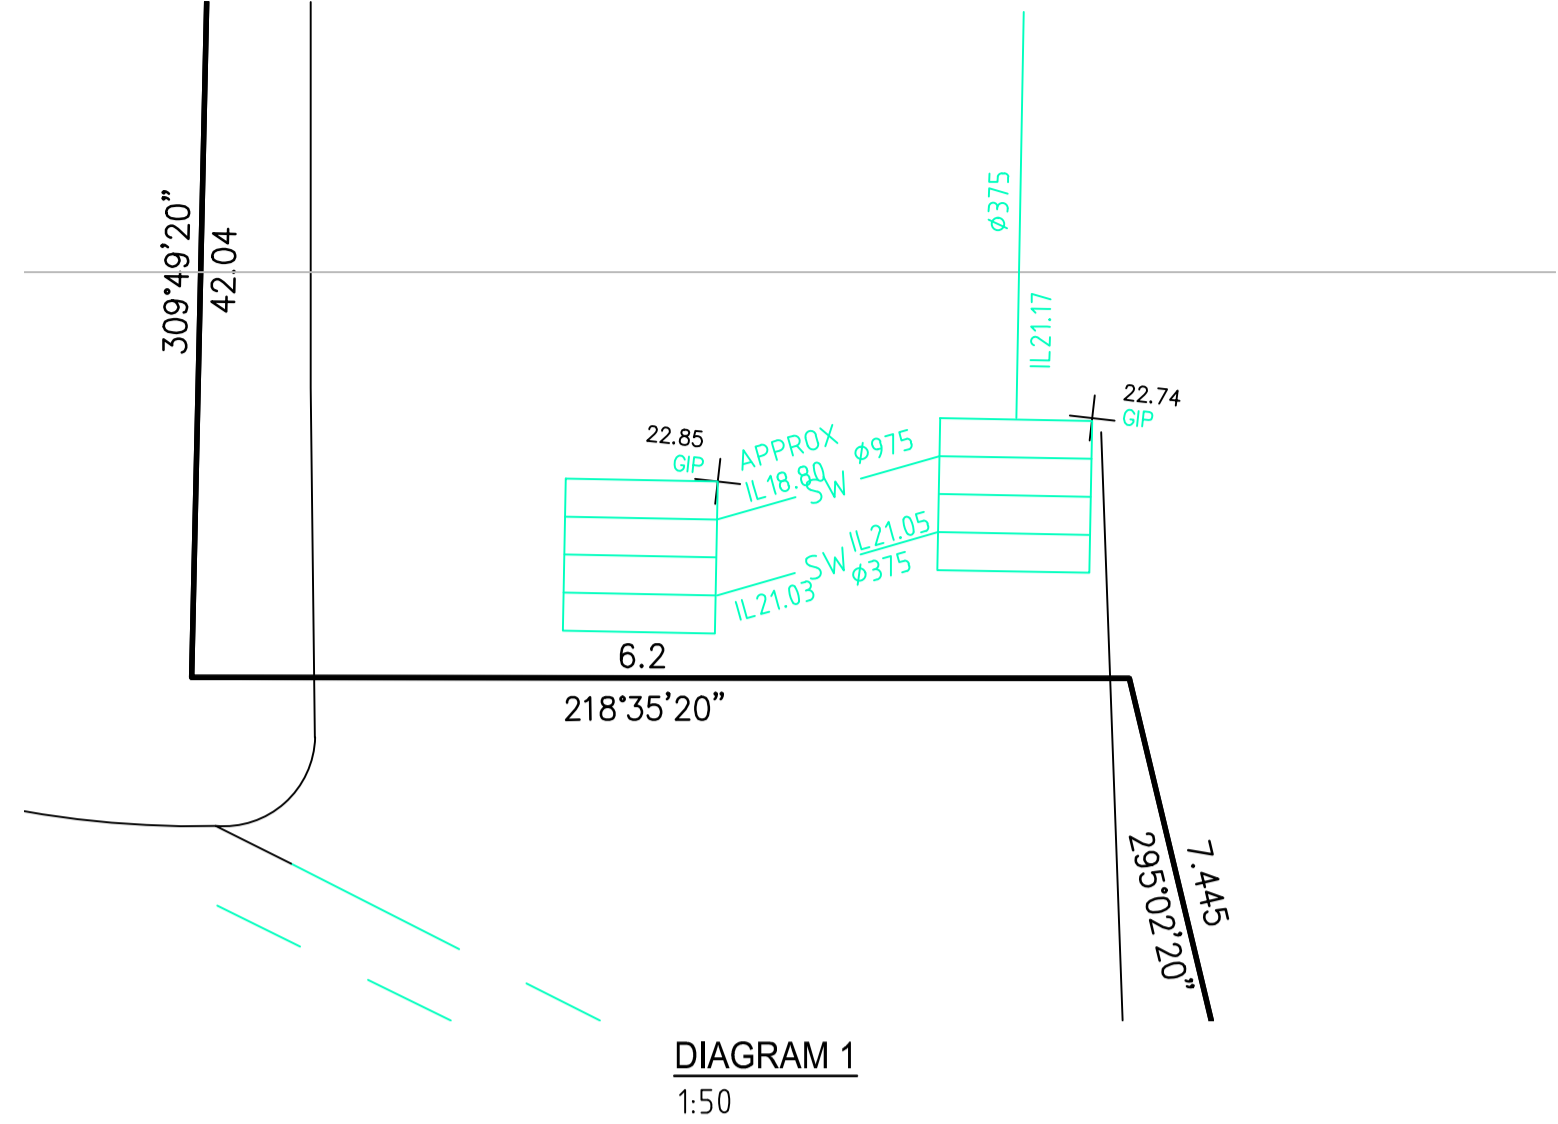 309°49'20"
42.04
ø375
IL21.17
22.74
GIP
22.85
GIP
APPROX
IL18.80
SW
ø975
IL21.05
SW
ø375
IL21.03
6.2
218°35'20"
7.445
295°02'20"
DIAGRAM 1
1:50